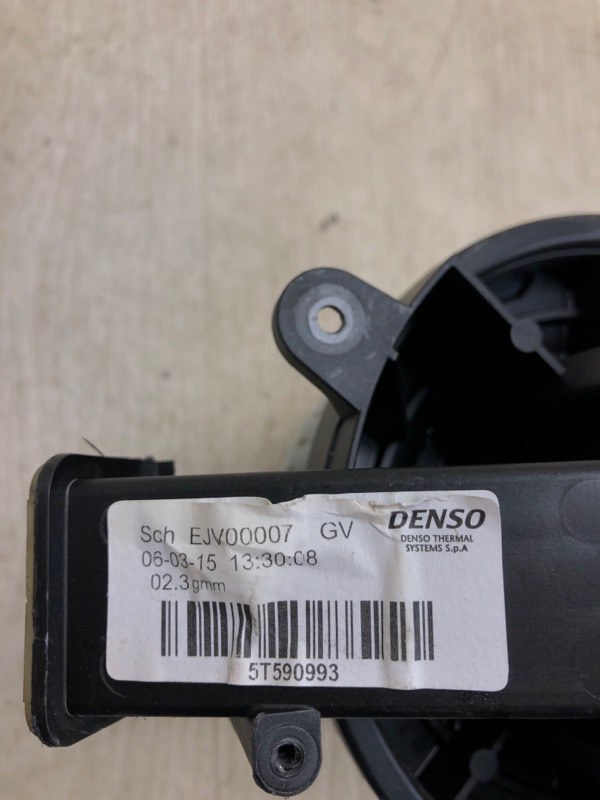 Sch EJV00007 GV
DENSO
DENSO THERMAL
SYSTEMS S.p.A
06-03-15 13:30:08
02.3gmm
5T590993